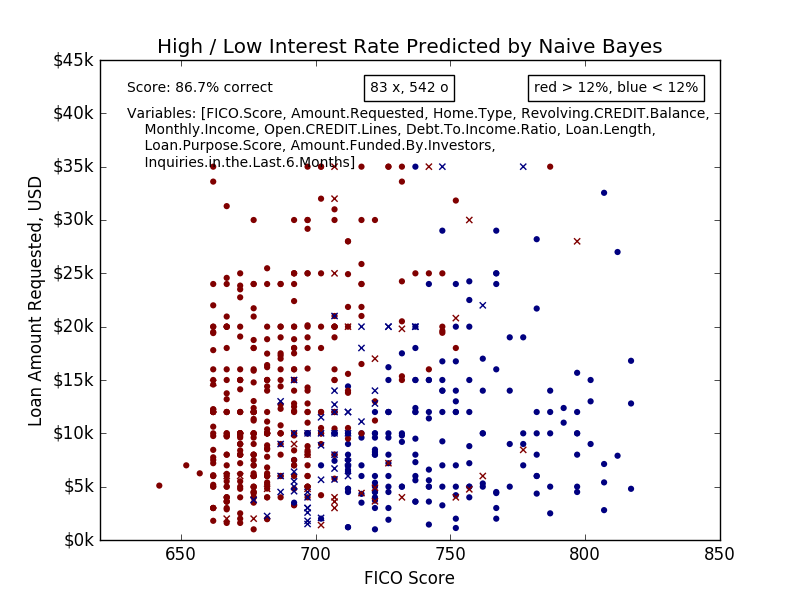 High / Low Interest Rate Predicted by Naive Bayes
$45k
Score: 86.7% correct
83 x, 542 o
red > 12%, blue < 12%
$40k
Variables: [FICO.Score, Amount.Requested, Home.Type, Revolving.CREDIT.Balance,
Monthly.Income, Open.CREDIT.Lines, Debt.To.Income.Ratio, Loan.Length,
Loan.Purpose.Score, Amount.Funded.By.Investors,
Inquiries.in.the.Last.6.Months]
$35k
$30k
$25k
$20k
$15k
$10k
$5k
$0k
Loan Amount Requested, USD
650 700 750 800 850
FICO Score